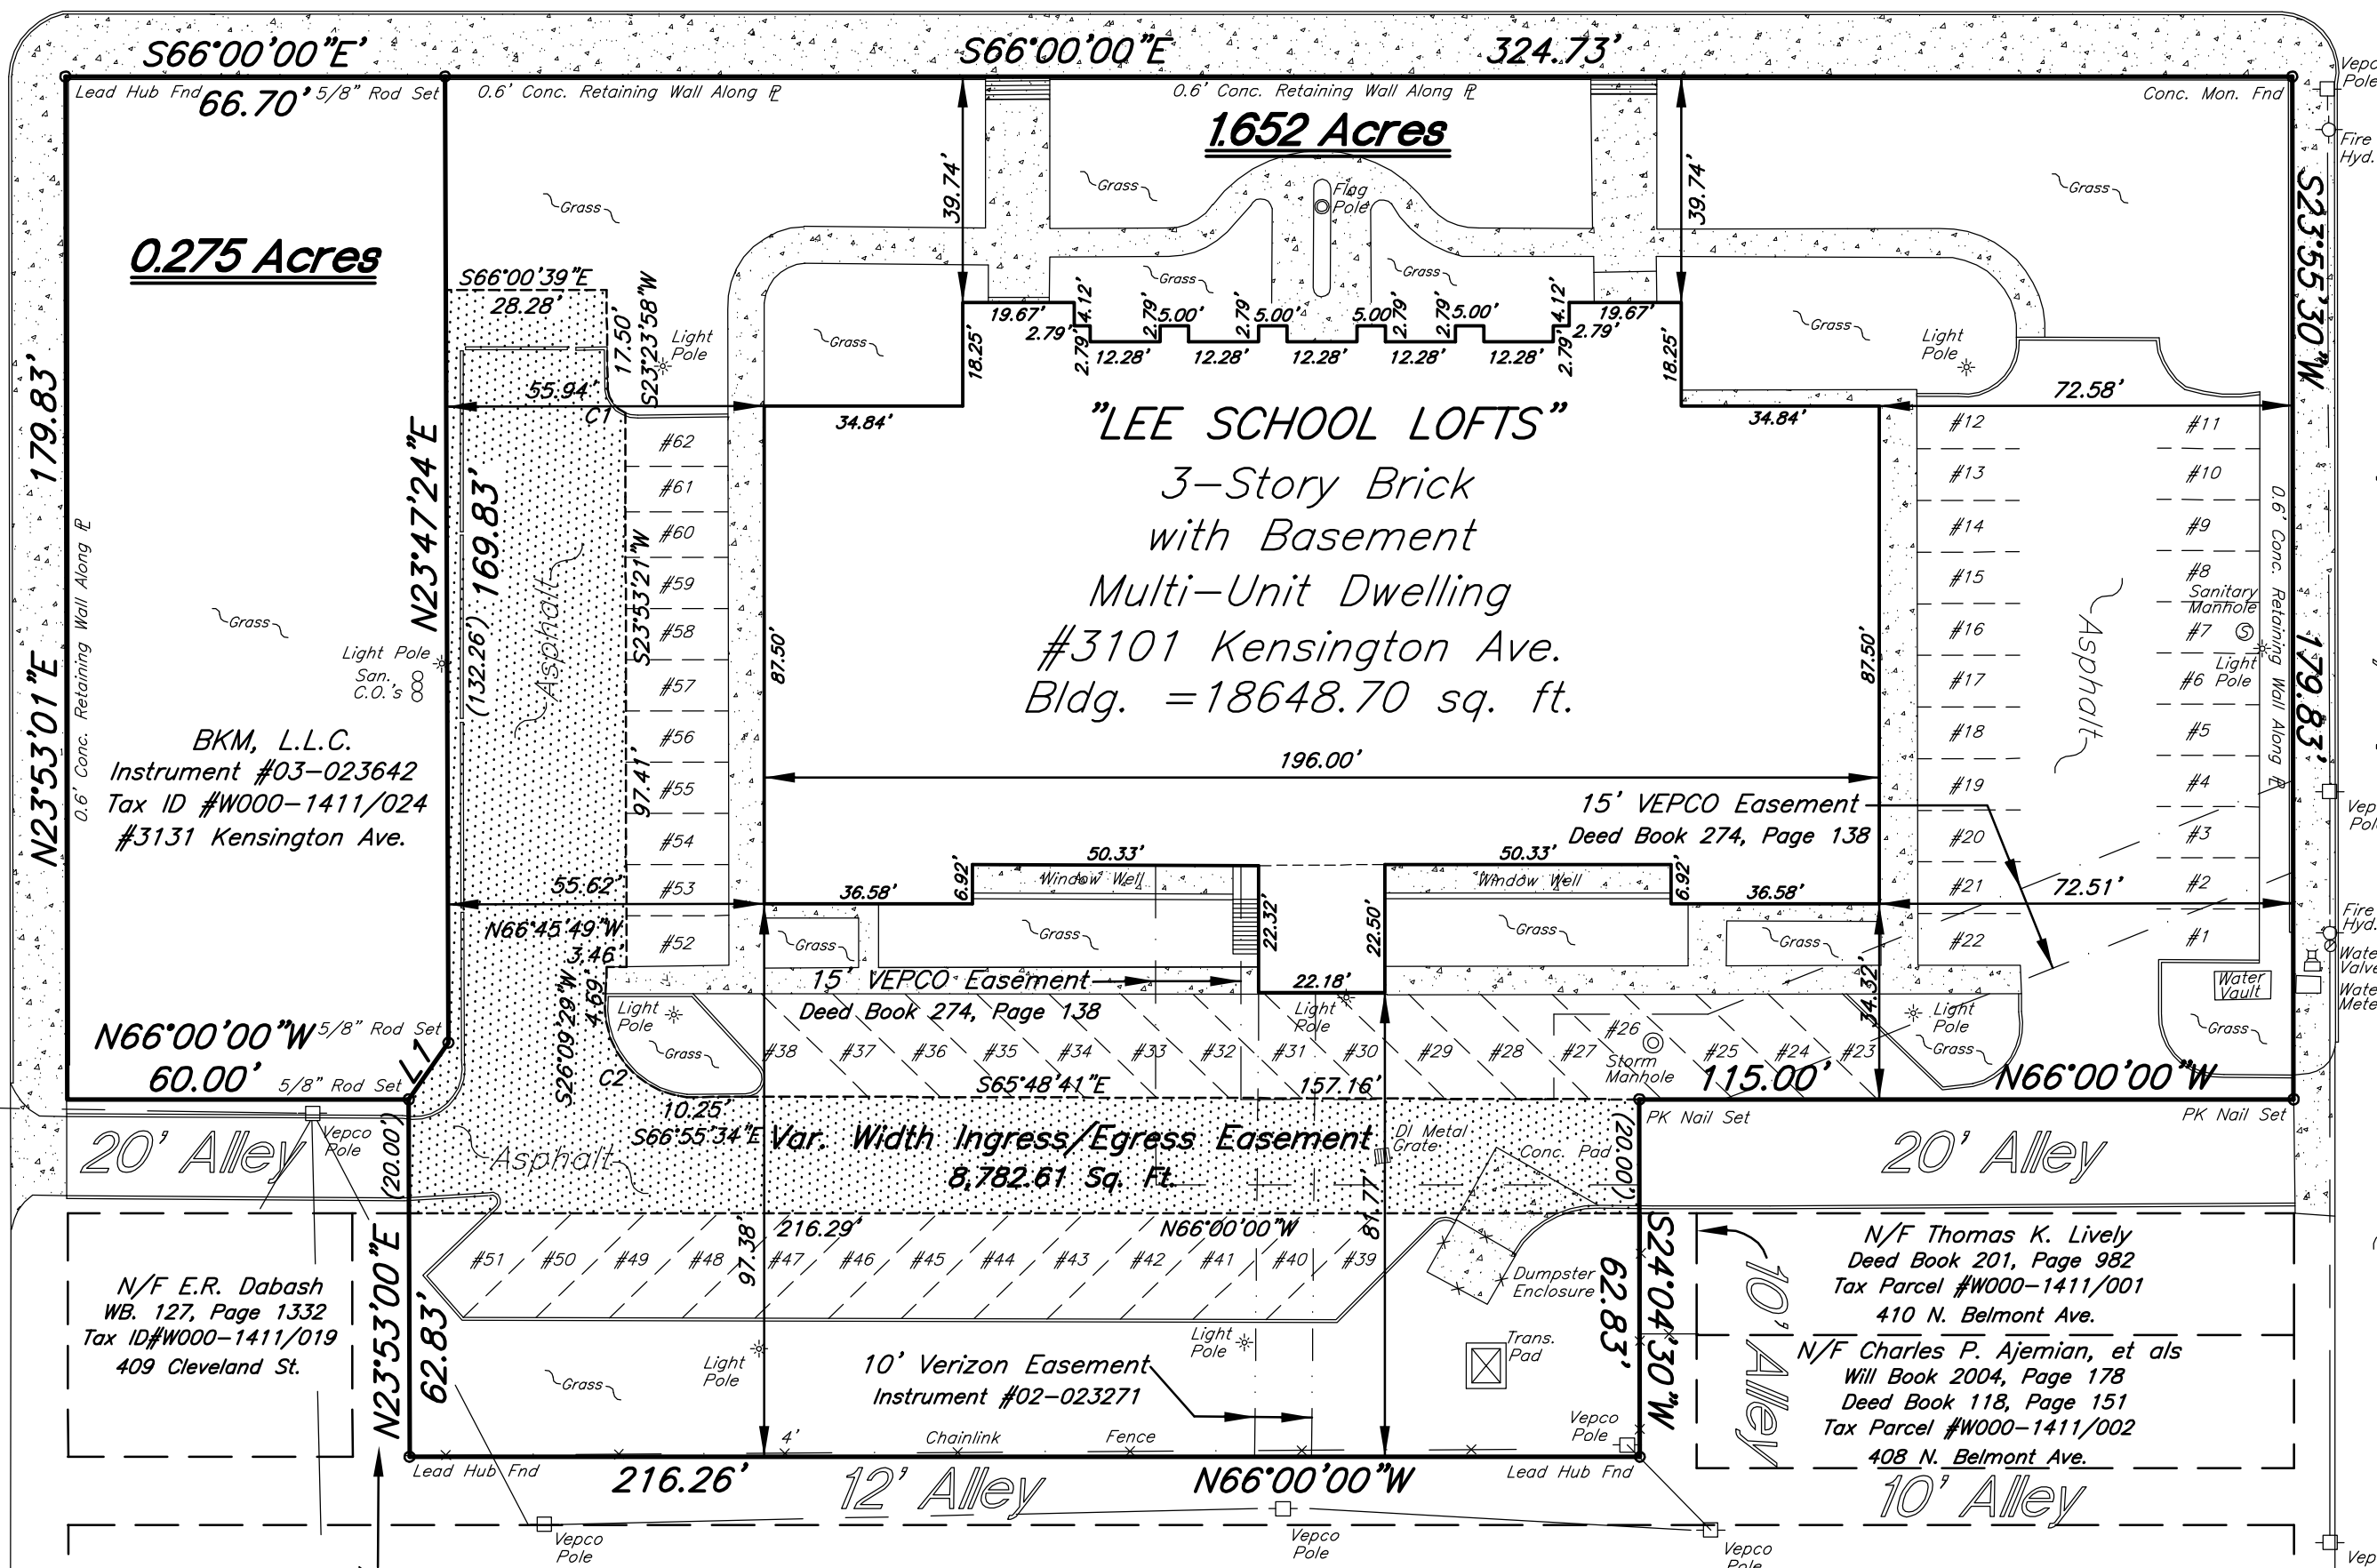 S66°00'00"E'
66.70'
S66°00'00"E
324.73'
Lead Hub Fnd
5/8" Rod Set
0.6' Conc. Retaining Wall Along ⅊
0.6' Conc. Retaining Wall Along ⅊
Conc. Mon. Fnd
Vepco
Pole
Fire
Hyd.
1.652 Acres
0.275 Acres
39.74'
39.74'
Grass
Grass
Flag
Pole
Grass
Grass
Grass
Grass
Grass
S23°55'30"W
179.83'
S66°00'39"E
28.28'
17.50'
S23°23'58"W
Light
Pole
55.94'
C1
19.67'
4.12'
2.79'
2.79'
12.28'
2.79'
5.00'
12.28'
2.79'
5.00'
12.28'
5.00'
2.79'
12.28'
2.79'
5.00'
12.28'
4.12'
2.79'
2.79'
19.67'
18.25'
18.25'
34.84'
34.84'
Light
Pole
72.58'
"LEE SCHOOL LOFTS"
3-Story Brick
with Basement
Multi-Unit Dwelling
#3101 Kensington Ave.
Bldg. =18648.70 sq. ft.
196.00'
87.50'
87.50'
179.83'
N23°53'01"E
0.6' Conc. Retaining Wall Along ⅊
N23°47'24"E
169.83'
(132.26')
Asphalt
S23°53'21"W
97.41'
#62
#61
#60
#59
#58
#57
#56
#55
#54
#53
#52
#12
#13
#14
#15
#16
#17
#18
#19
#20
#21
#22
#11
#10
#9
#8
Sanitary
Manhole
#7
S
#6
Light
Pole
#5
#4
#3
#2
#1
Asphalt
0.6' Conc. Retaining Wall Along ⅊
Grass
Light Pole
San.
C.O.'s
BKM, L.L.C.
Instrument #03-023642
Tax ID #W000-1411/024
#3131 Kensington Ave.
15' VEPCO Easement
Deed Book 274, Page 138
72.51'
55.62'
N66°45'49"W
3.46'
4.69'
S26°09'29"W
36.58'
6.92'
50.33'
Window Well
22.32'
22.50'
22.18'
50.33'
Window Well
6.92'
36.58'
34.32'
Grass
Grass
Grass
Grass
15' VEPCO Easement
Deed Book 274, Page 138
Light
Pole
Grass
C2
Light
Pole
Light
Pole
Grass
Water
Vault
Grass
Fire
Hyd.
N66°00'00"W
60.00'
5/8" Rod Set
5/8" Rod Set
L1
#38
#37
#36
#35
#34
#33
#32
#31
#30
#29
#28
#27
#26
#25
#24
#23
Storm
Manhole
S65°48'41"E
157.16'
115.00'
N66°00'00"W
PK Nail Set
PK Nail Set
10.25'
S66°55'34"E
Var. Width Ingress/Egress Easement
8,782.61 Sq. Ft.
DI Metal
Grate
Conc. Pad
(20.00')
(20.00')
20' Alley
20' Alley
Vepco
Pole
Asphalt
216.29'
N66°00'00"W
81.77'
97.38'
#51
#50
#49
#48
#47
#46
#45
#44
#43
#42
#41
#40
#39
Dumpster
Enclosure
Trans.
Pad
S24°04'30"W
62.83'
N23°53'00"E
62.83'
N/F E.R. Dabash
WB. 127, Page 1332
Tax ID#W000-1411/019
409 Cleveland St.
10' Alley
N/F Thomas K. Lively
Deed Book 201, Page 982
Tax Parcel #W000-1411/001
410 N. Belmont Ave.
N/F Charles P. Ajemian, et als
Will Book 2004, Page 178
Deed Book 118, Page 151
Tax Parcel #W000-1411/002
408 N. Belmont Ave.
10' Alley
Grass
Light
Pole
Light
Pole
10' Verizon Easement
Instrument #02-023271
Vepco
Pole
4'
Chainlink
Fence
Lead Hub Fnd
Lead Hub Fnd
216.26'
12' Alley
N66°00'00"W
Vepco
Pole
Vepco
Pole
Vepco
Pole